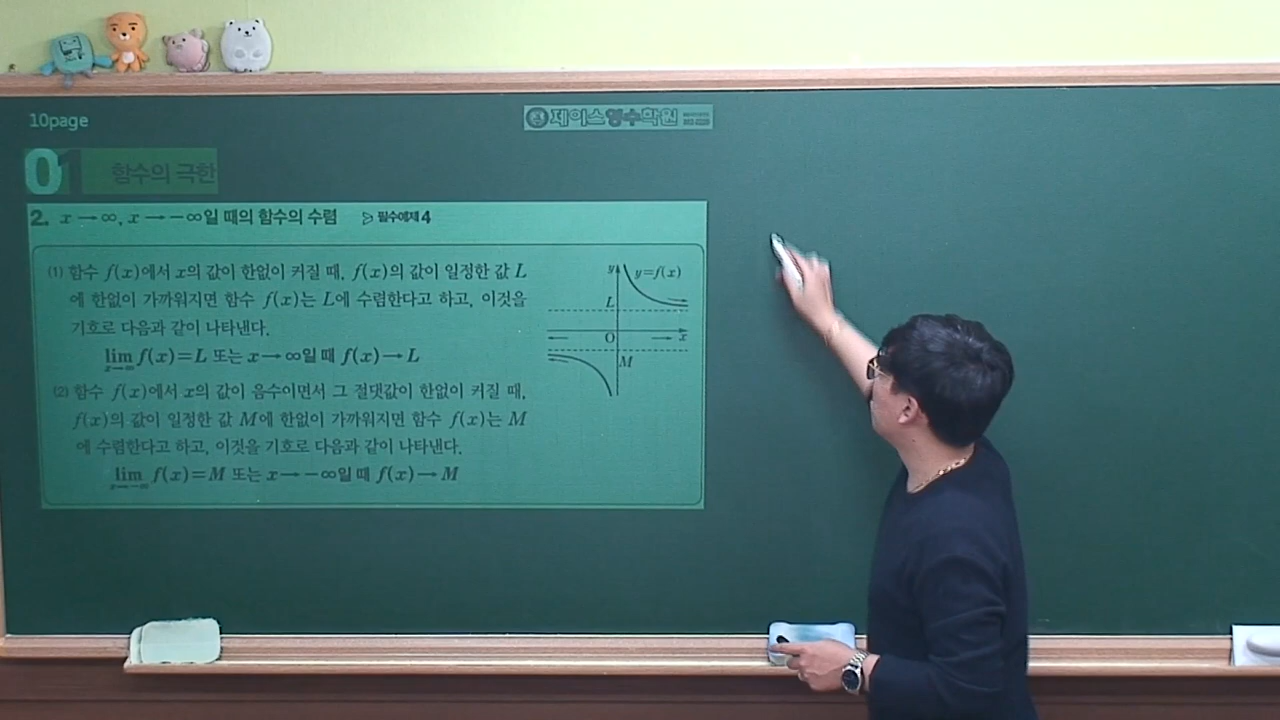 10page
제이스영수학원
01 함수의 극한
2. x→∞, x→-∞일 때의 함수의 수렴 ▷ 필수예제 4
(1) 함수 f(x)에서 x의 값이 한없이 커질 때, f(x)의 값이 일정한 값 L
에 한없이 가까워지면 함수 f(x)는 L에 수렴한다고 하고, 이것을
기호로 다음과 같이 나타낸다.
lim x→∞ f(x)=L 또는 x→∞일 때 f(x)→L
(2) 함수 f(x)에서 x의 값이 음수이면서 그 절댓값이 한없이 커질 때,
f(x)의 값이 일정한 값 M에 한없이 가까워지면 함수 f(x)는 M
에 수렴한다고 하고, 이것을 기호로 다음과 같이 나타낸다.
lim x→-∞ f(x)=M 또는 x→-∞일 때 f(x)→M
y y=f(x)
L
O x
M